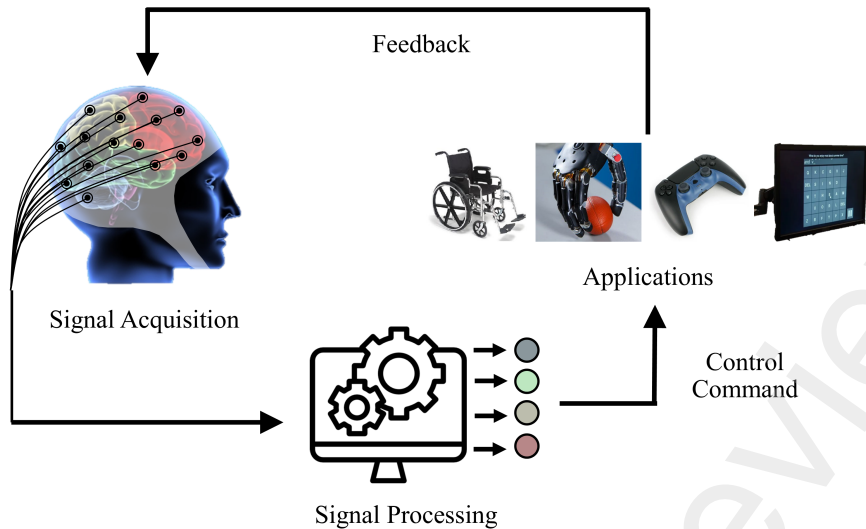 Feedback
Signal Acquisition
Applications
Control
Command
Signal Processing